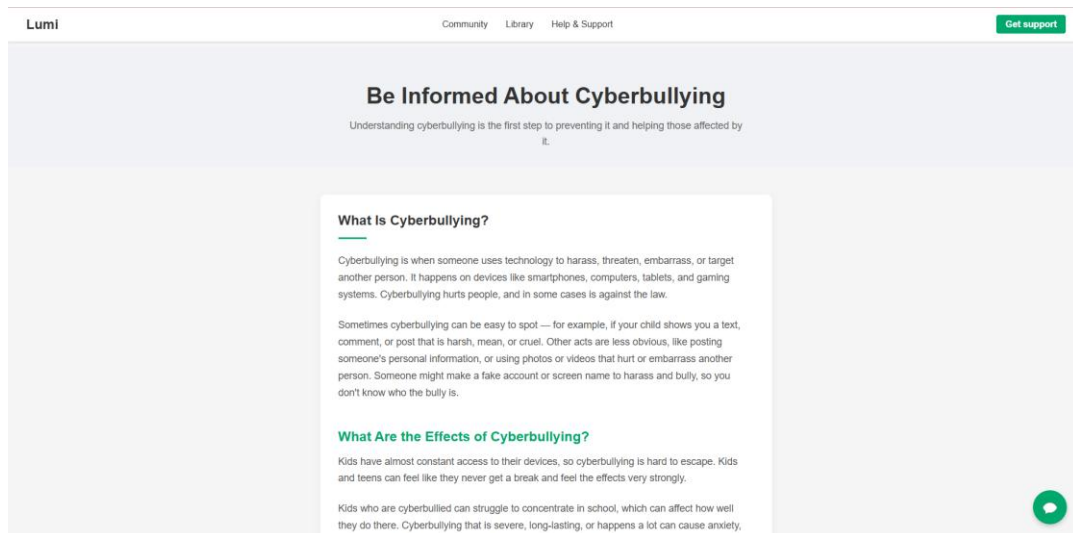 Lumi
Community Library Help & Support
Get support
Be Informed About Cyberbullying
Understanding cyberbullying is the first step to preventing it and helping those affected by
it.
What Is Cyberbullying?
Cyberbullying is when someone uses technology to harass, threaten, embarrass, or target
another person. It happens on devices like smartphones, computers, tablets, and gaming
systems. Cyberbullying hurts people, and in some cases is against the law.
Sometimes cyberbullying can be easy to spot — for example, if your child shows you a text,
comment, or post that is harsh, mean, or cruel. Other acts are less obvious, like posting
someone's personal information, or using photos or videos that hurt or embarrass another
person. Someone might make a fake account or screen name to harass and bully, so you
don't know who the bully is.
What Are the Effects of Cyberbullying?
Kids have almost constant access to their devices, so cyberbullying is hard to escape. Kids
and teens can feel like they never get a break and feel the effects very strongly.
Kids who are cyberbullied can struggle to concentrate in school, which can affect how well
they do there. Cyberbullying that is severe, long-lasting, or happens a lot can cause anxiety,